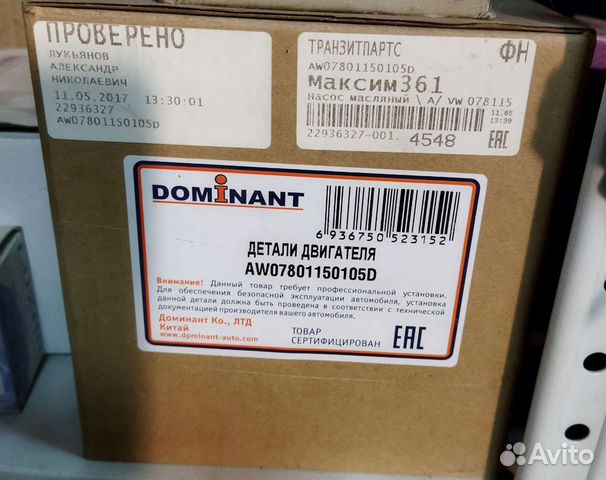 ПРОВЕРЕНО
ЛУКЬЯНОВ
АЛЕКСАНДР
НИКОЛАЕВИЧ
11.05.2017 13:30:01
22936327
AW07801150105D
ТРАНЗИТПАРТС ФН
AW07801150105D
Максим361
Насос масляный \ A/ VW 078115
11.05
13:30
22936327-001. 4548 EAC
DOMINANT
6 936750 523152
ДЕТАЛИ ДВИГАТЕЛЯ
AW07801150105D
Внимание! Данный товар требует профессиональной установки.
Для обеспечения безопасной эксплуатации автомобиля, установка
данной детали должна быть проведена в соответствии с технической
документацией производителя вашего автомобиля.
Доминант Ко., ЛТД
Китай
www.dominant-auto.com
ТОВАР
СЕРТИФИЦИРОВАН
EAC
Avito